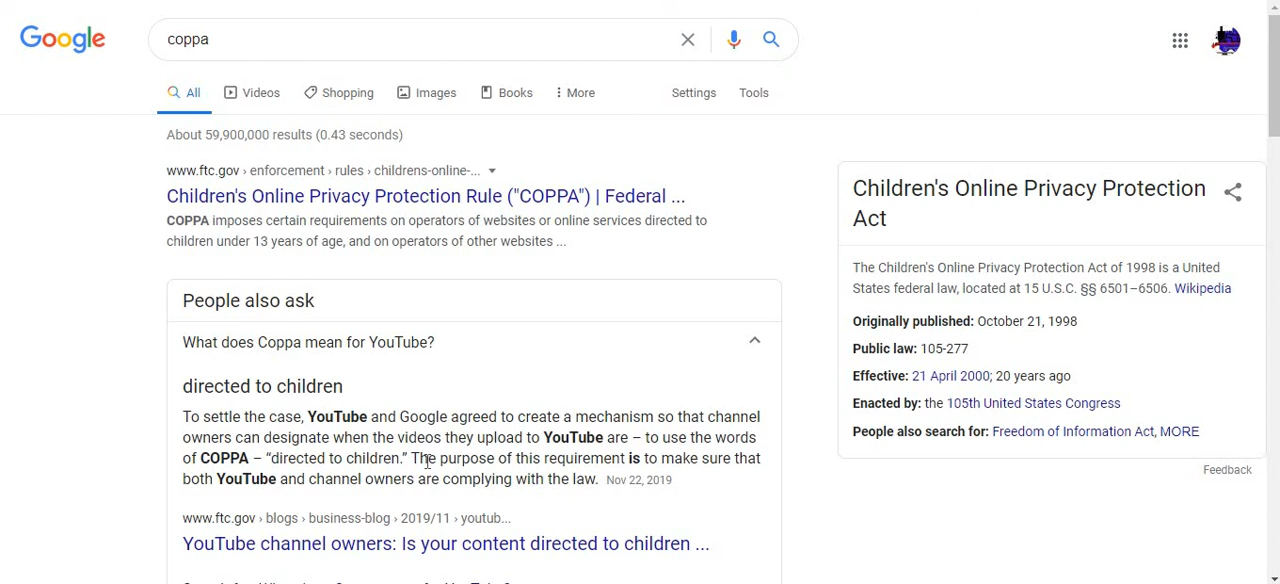 Google
coppa
All
Videos
Shopping
Images
Books
More
Settings
Tools
About 59,900,000 results (0.43 seconds)
www.ftc.gov › enforcement › rules › childrens-online-...
Children's Online Privacy Protection Rule ("COPPA") | Federal ...
COPPA imposes certain requirements on operators of websites or online services directed to
children under 13 years of age, and on operators of other websites ...
People also ask
What does Coppa mean for YouTube?
directed to children
To settle the case, YouTube and Google agreed to create a mechanism so that channel
owners can designate when the videos they upload to YouTube are – to use the words
of COPPA – “directed to children.” The purpose of this requirement is to make sure that
both YouTube and channel owners are complying with the law. Nov 22, 2019
www.ftc.gov › blogs › business-blog › 2019/11 › youtub...
YouTube channel owners: Is your content directed to children ...
Children's Online Privacy Protection
Act
The Children's Online Privacy Protection Act of 1998 is a United
States federal law, located at 15 U.S.C. §§ 6501–6506. Wikipedia
Originally published: October 21, 1998
Public law: 105-277
Effective: 21 April 2000; 20 years ago
Enacted by: the 105th United States Congress
People also search for: Freedom of Information Act, MORE
Feedback